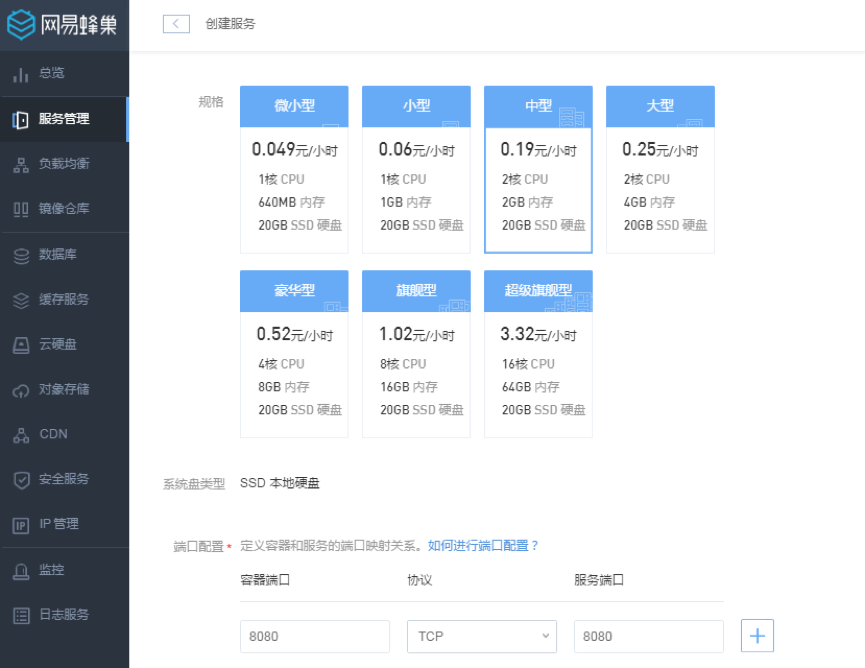 网易蜂巢
创建服务
总览
服务管理
负载均衡
镜像仓库
数据库
缓存服务
云硬盘
对象存储
CDN
安全服务
IP
IP 管理
监控
日志服务
规格
微小型
0.049元/小时
1核 CPU
640MB 内存
20GB SSD 硬盘
小型
0.06元/小时
1核 CPU
1GB 内存
20GB SSD 硬盘
中型
0.19元/小时
2核 CPU
2GB 内存
20GB SSD 硬盘
大型
0.25元/小时
2核 CPU
4GB 内存
20GB SSD 硬盘
豪华型
0.52元/小时
4核 CPU
8GB 内存
20GB SSD 硬盘
旗舰型
1.02元/小时
8核 CPU
16GB 内存
20GB SSD 硬盘
超级旗舰型
3.32元/小时
16核 CPU
64GB 内存
20GB SSD 硬盘
系统盘类型 SSD 本地硬盘
端口配置* 定义容器和服务的端口映射关系。如何进行端口配置？
容器端口 协议 服务端口
8080 TCP 8080